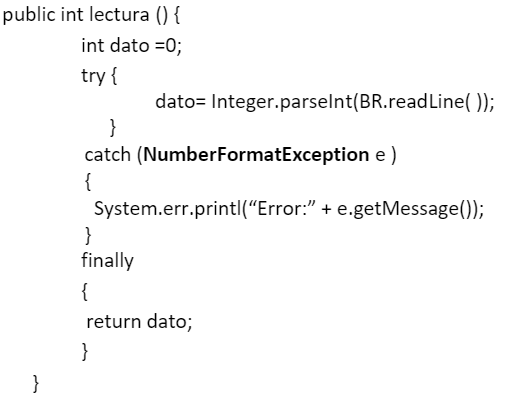 public int lectura () {
int dato =0;
try {
dato= Integer.parseInt(BR.readLine( ));
}
catch (NumberFormatException e )
{
System.err.printl(“Error:” + e.getMessage());
}
finally
{
return dato;
}
}